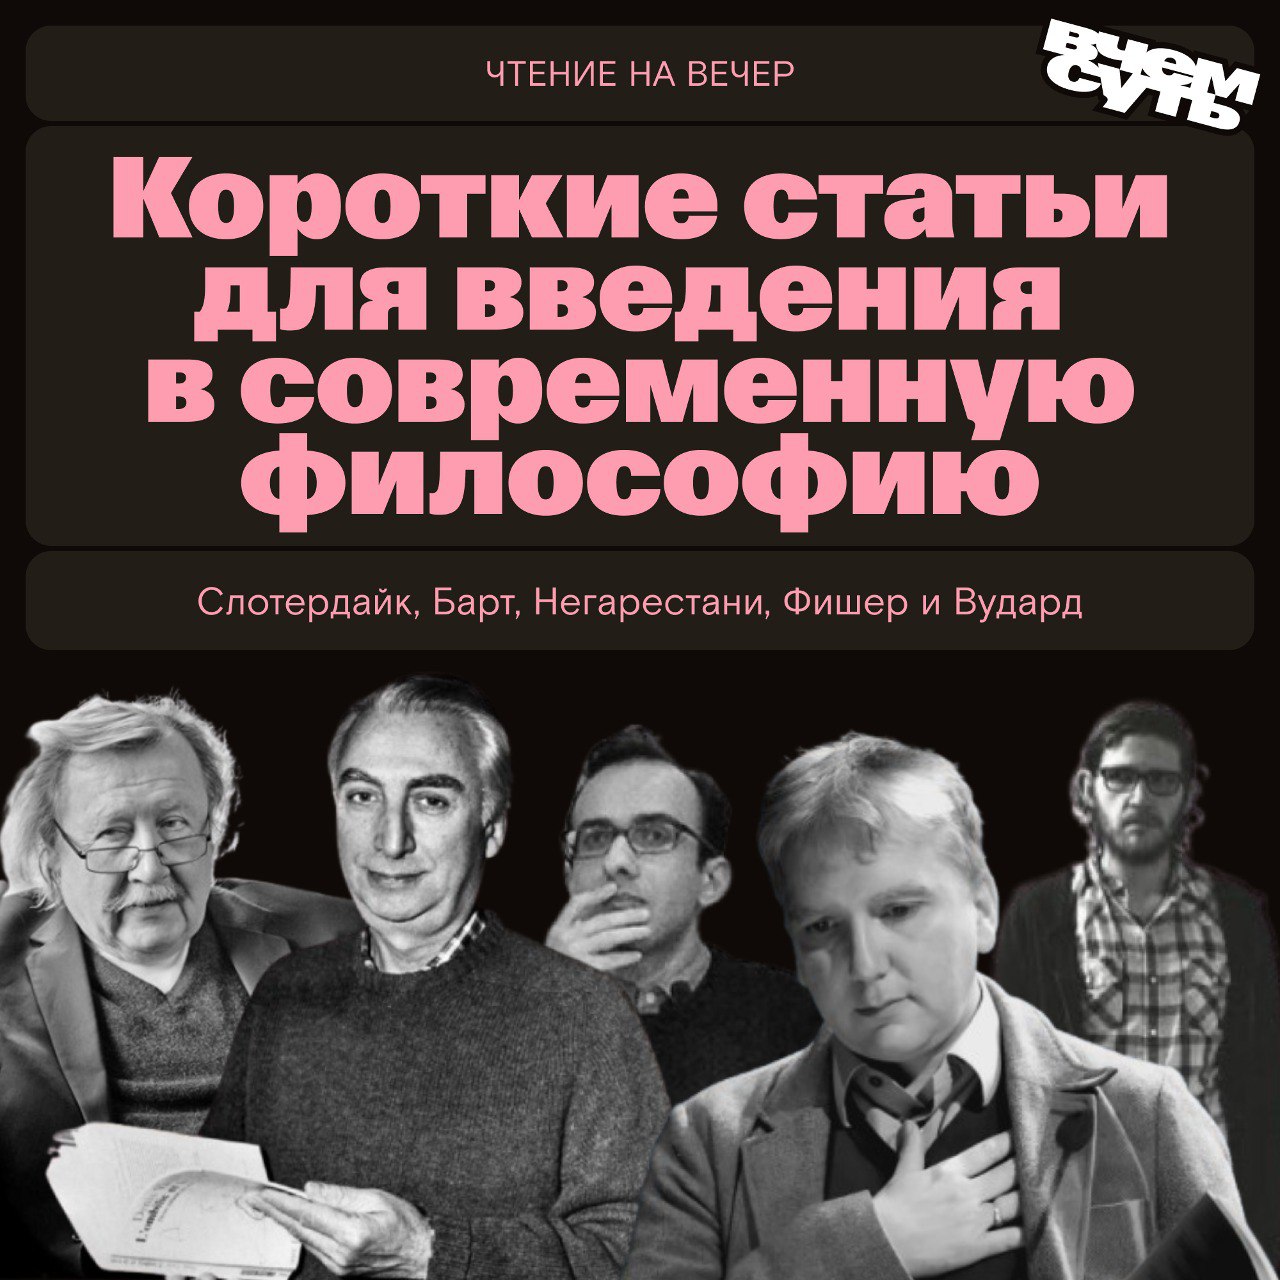 ЧТЕНИЕ НА ВЕЧЕР
вчем
суть
Короткие статьи
для введения
в современную
философию
Слотердайк, Барт, Негарестани, Фишер и Вудард